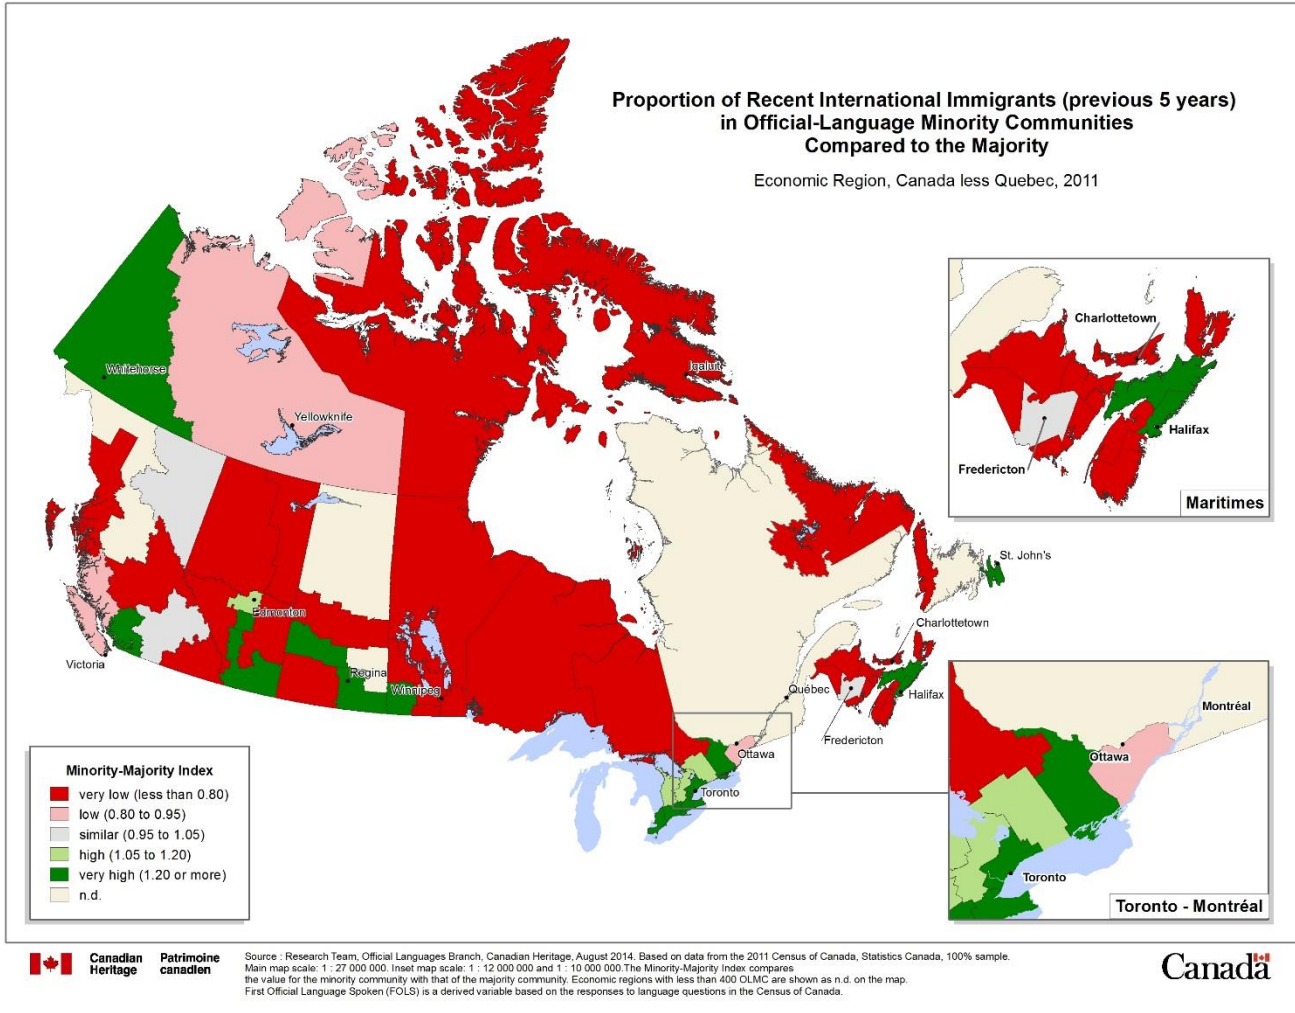 Proportion of Recent International Immigrants (previous 5 years)
in Official-Language Minority Communities
Compared to the Majority
Economic Region, Canada less Quebec, 2011
Whitehorse
Yellowknife
Iqaluit
Edmonton
Victoria
Regina
Winnipeg
St. John's
Charlottetown
Québec
Halifax
Fredericton
Ottawa
Toronto
Charlottetown
Halifax
Fredericton
Maritimes
Montréal
Ottawa
Toronto
Toronto - Montréal
Minority-Majority Index
very low (less than 0.80)
low (0.80 to 0.95)
similar (0.95 to 1.05)
high (1.05 to 1.20)
very high (1.20 or more)
n.d.
Canadian Patrimoine
Heritage canadien
Source : Research Team, Official Languages Branch, Canadian Heritage, August 2014. Based on data from the 2011 Census of Canada, Statistics Canada, 100% sample.
Main map scale: 1 : 27 000 000. Inset map scale: 1 : 12 000 000 and 1 : 10 000 000.The Minority-Majority Index compares
the value for the minority community with that of the majority community. Economic regions with less than 400 OLMC are shown as n.d. on the map.
First Official Language Spoken (FOLS) is a derived variable based on the responses to language questions in the Census of Canada.
Canada